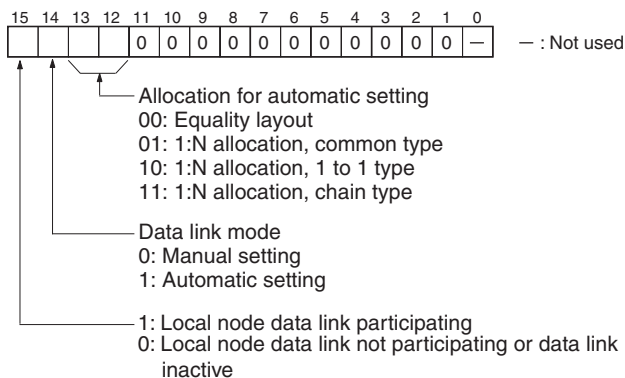 15 14 13 12 11 10 9 8 7 6 5 4 3 2 1 0
0 0 0 0 0 0 0 0 0 0 0 — — : Not used
Allocation for automatic setting
00: Equality layout
01: 1:N allocation, common type
10: 1:N allocation, 1 to 1 type
11: 1:N allocation, chain type
Data link mode
0: Manual setting
1: Automatic setting
1: Local node data link participating
0: Local node data link not participating or data link
inactive